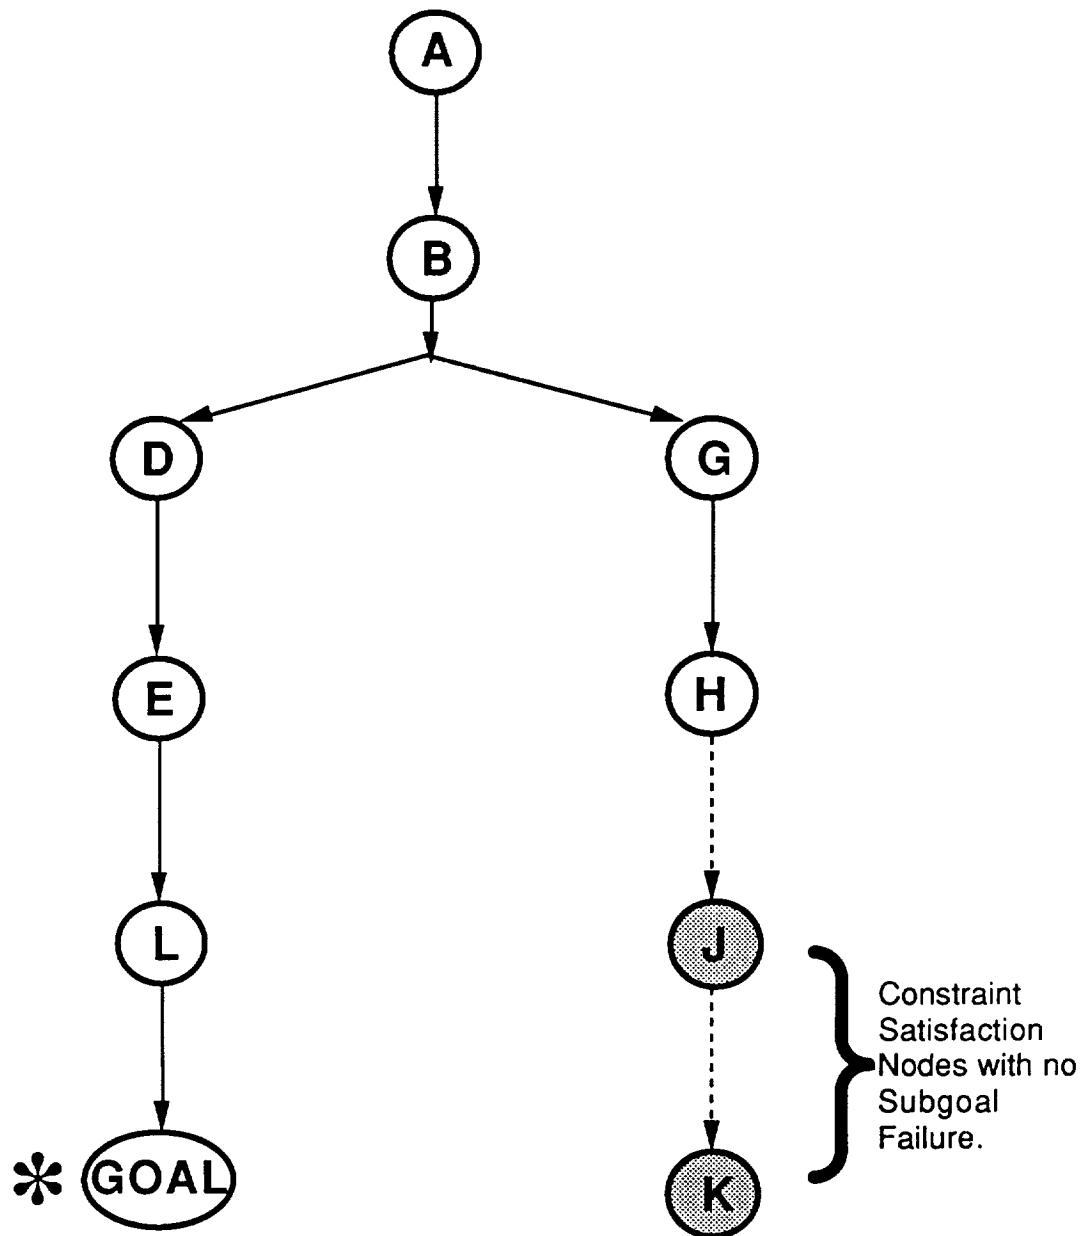 A
B
D
G
E
H
L
J
Constraint
Satisfaction
Nodes with no
Subgoal
Failure.
* GOAL
K